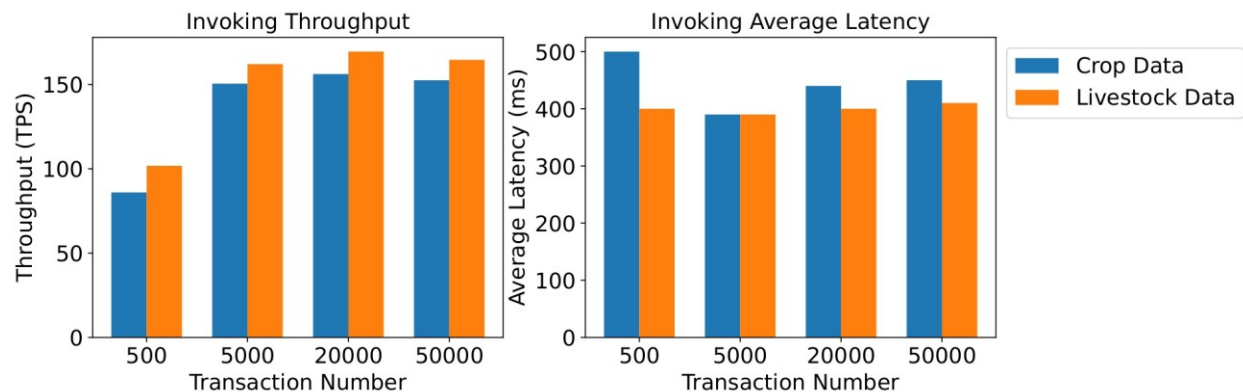 Invoking Throughput
Throughput (TPS)
150
100
50
0
500 5000 20000 50000
Transaction Number
Invoking Average Latency
Average Latency (ms)
500
400
300
200
100
0
500 5000 20000 50000
Transaction Number
Crop Data
Livestock Data